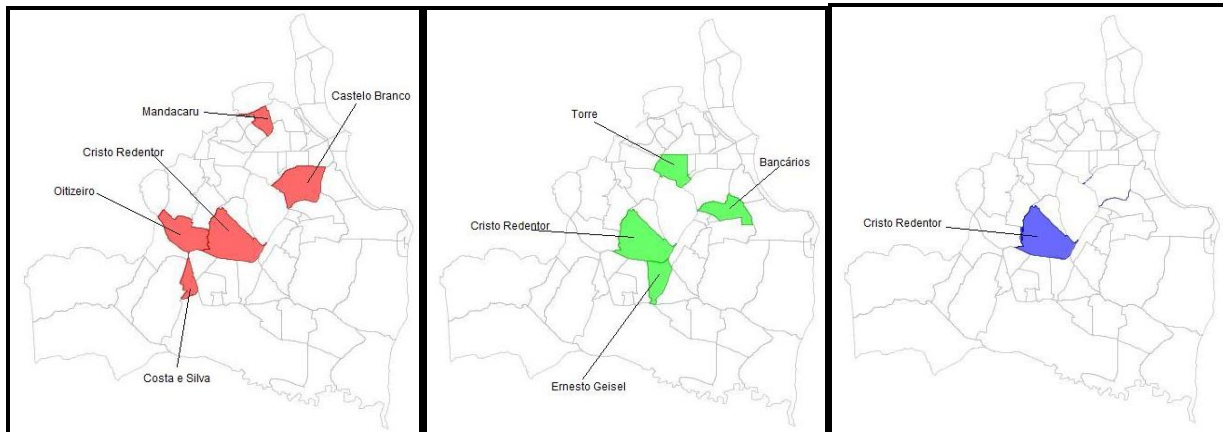 Castelo Branco
Mandacaru
Cristo Redentor
Oitizeiro
Costa e Silva
Torre
Bancários
Cristo Redentor
Ernesto Geisel
Cristo Redentor